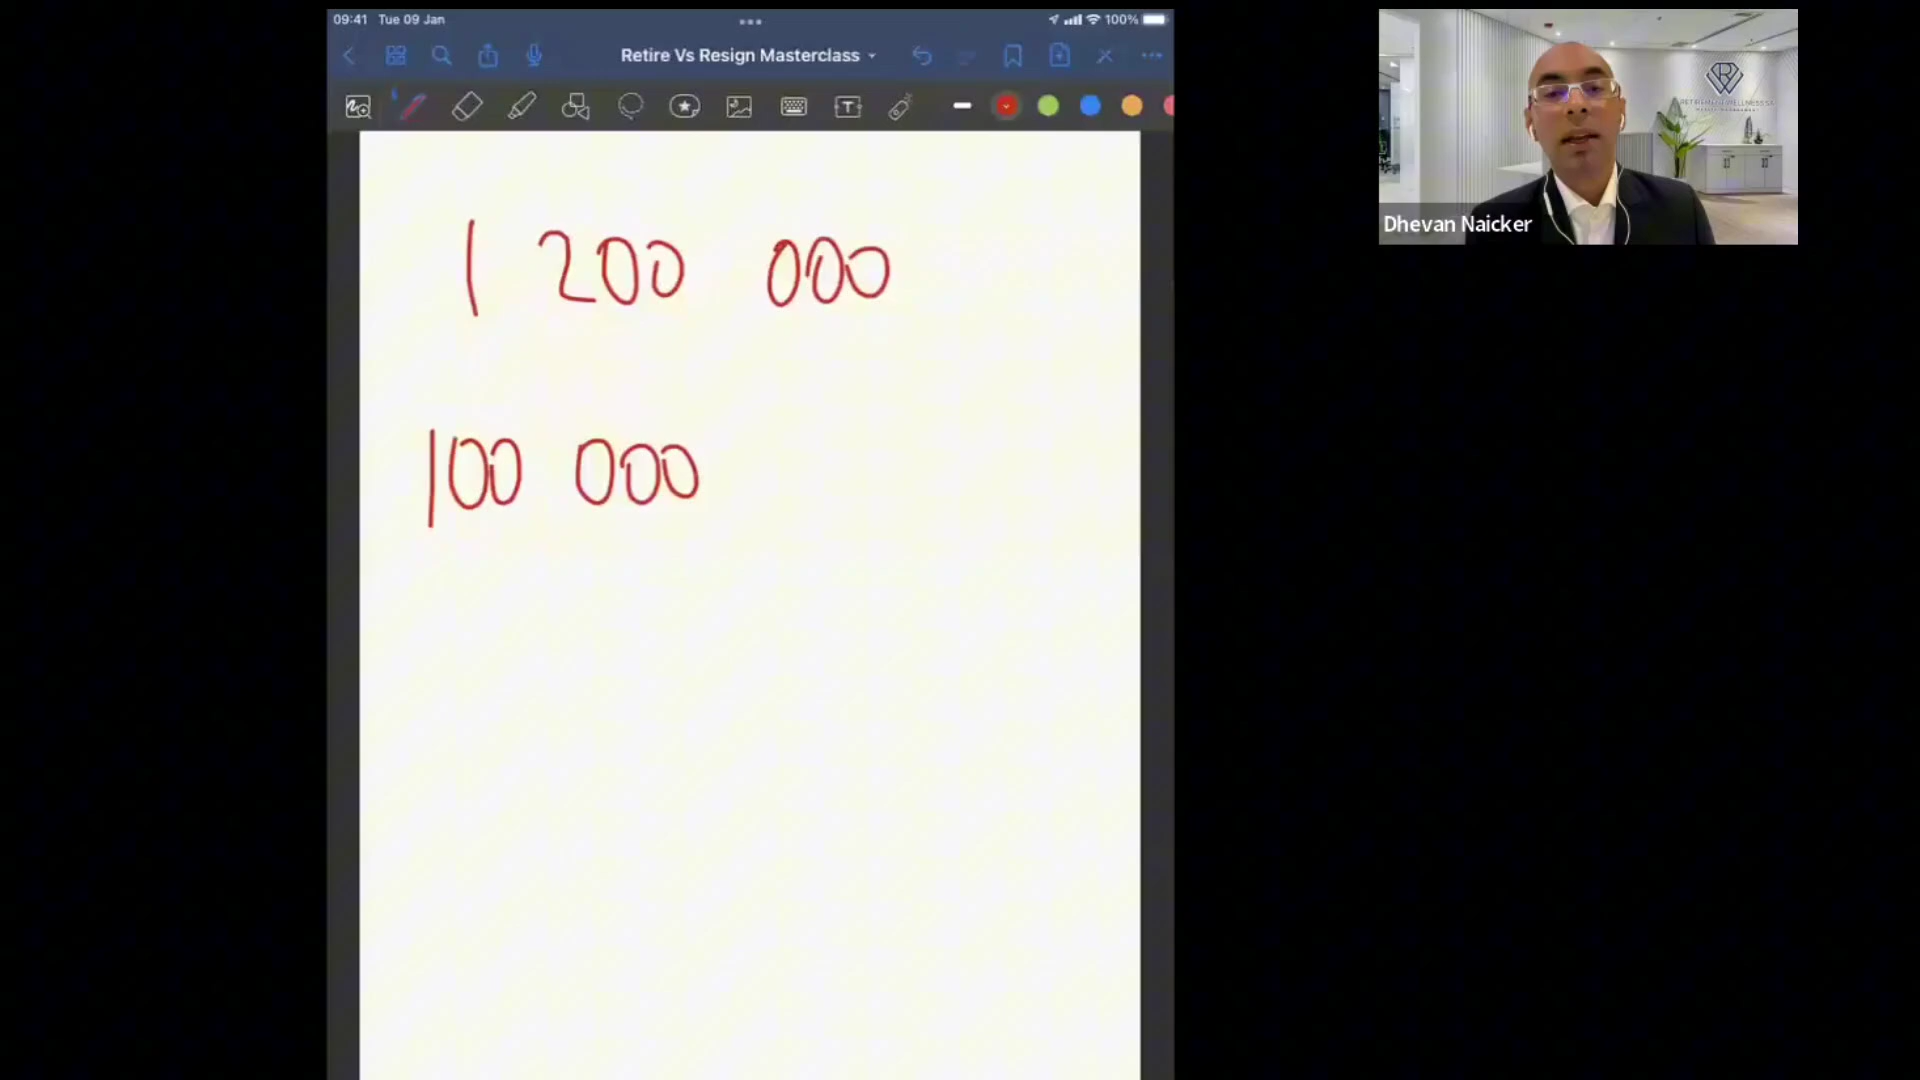 09:41 Tue 09 Jan
100%
Retire Vs Resign Masterclass
T
1 200 000
100 000
Dhevan Naicker